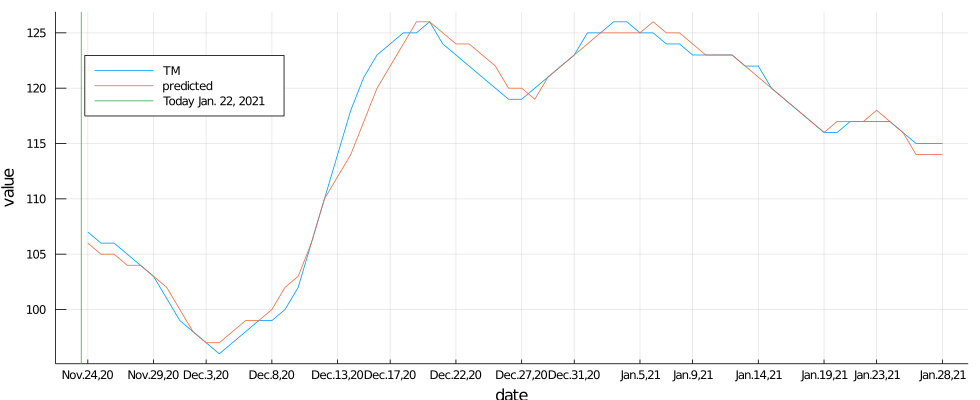 125
120
115
110
105
100
value
TM
predicted
Today Jan. 22, 2021
Nov.24,20 Nov.29,20 Dec.3,20 Dec.8,20 Dec.13,20 Dec.17,20 Dec.22,20 Dec.27,20 Dec.31,20 Jan.5,21 Jan.9,21 Jan.14,21 Jan.19,21 Jan.23,21 Jan.28,21
date